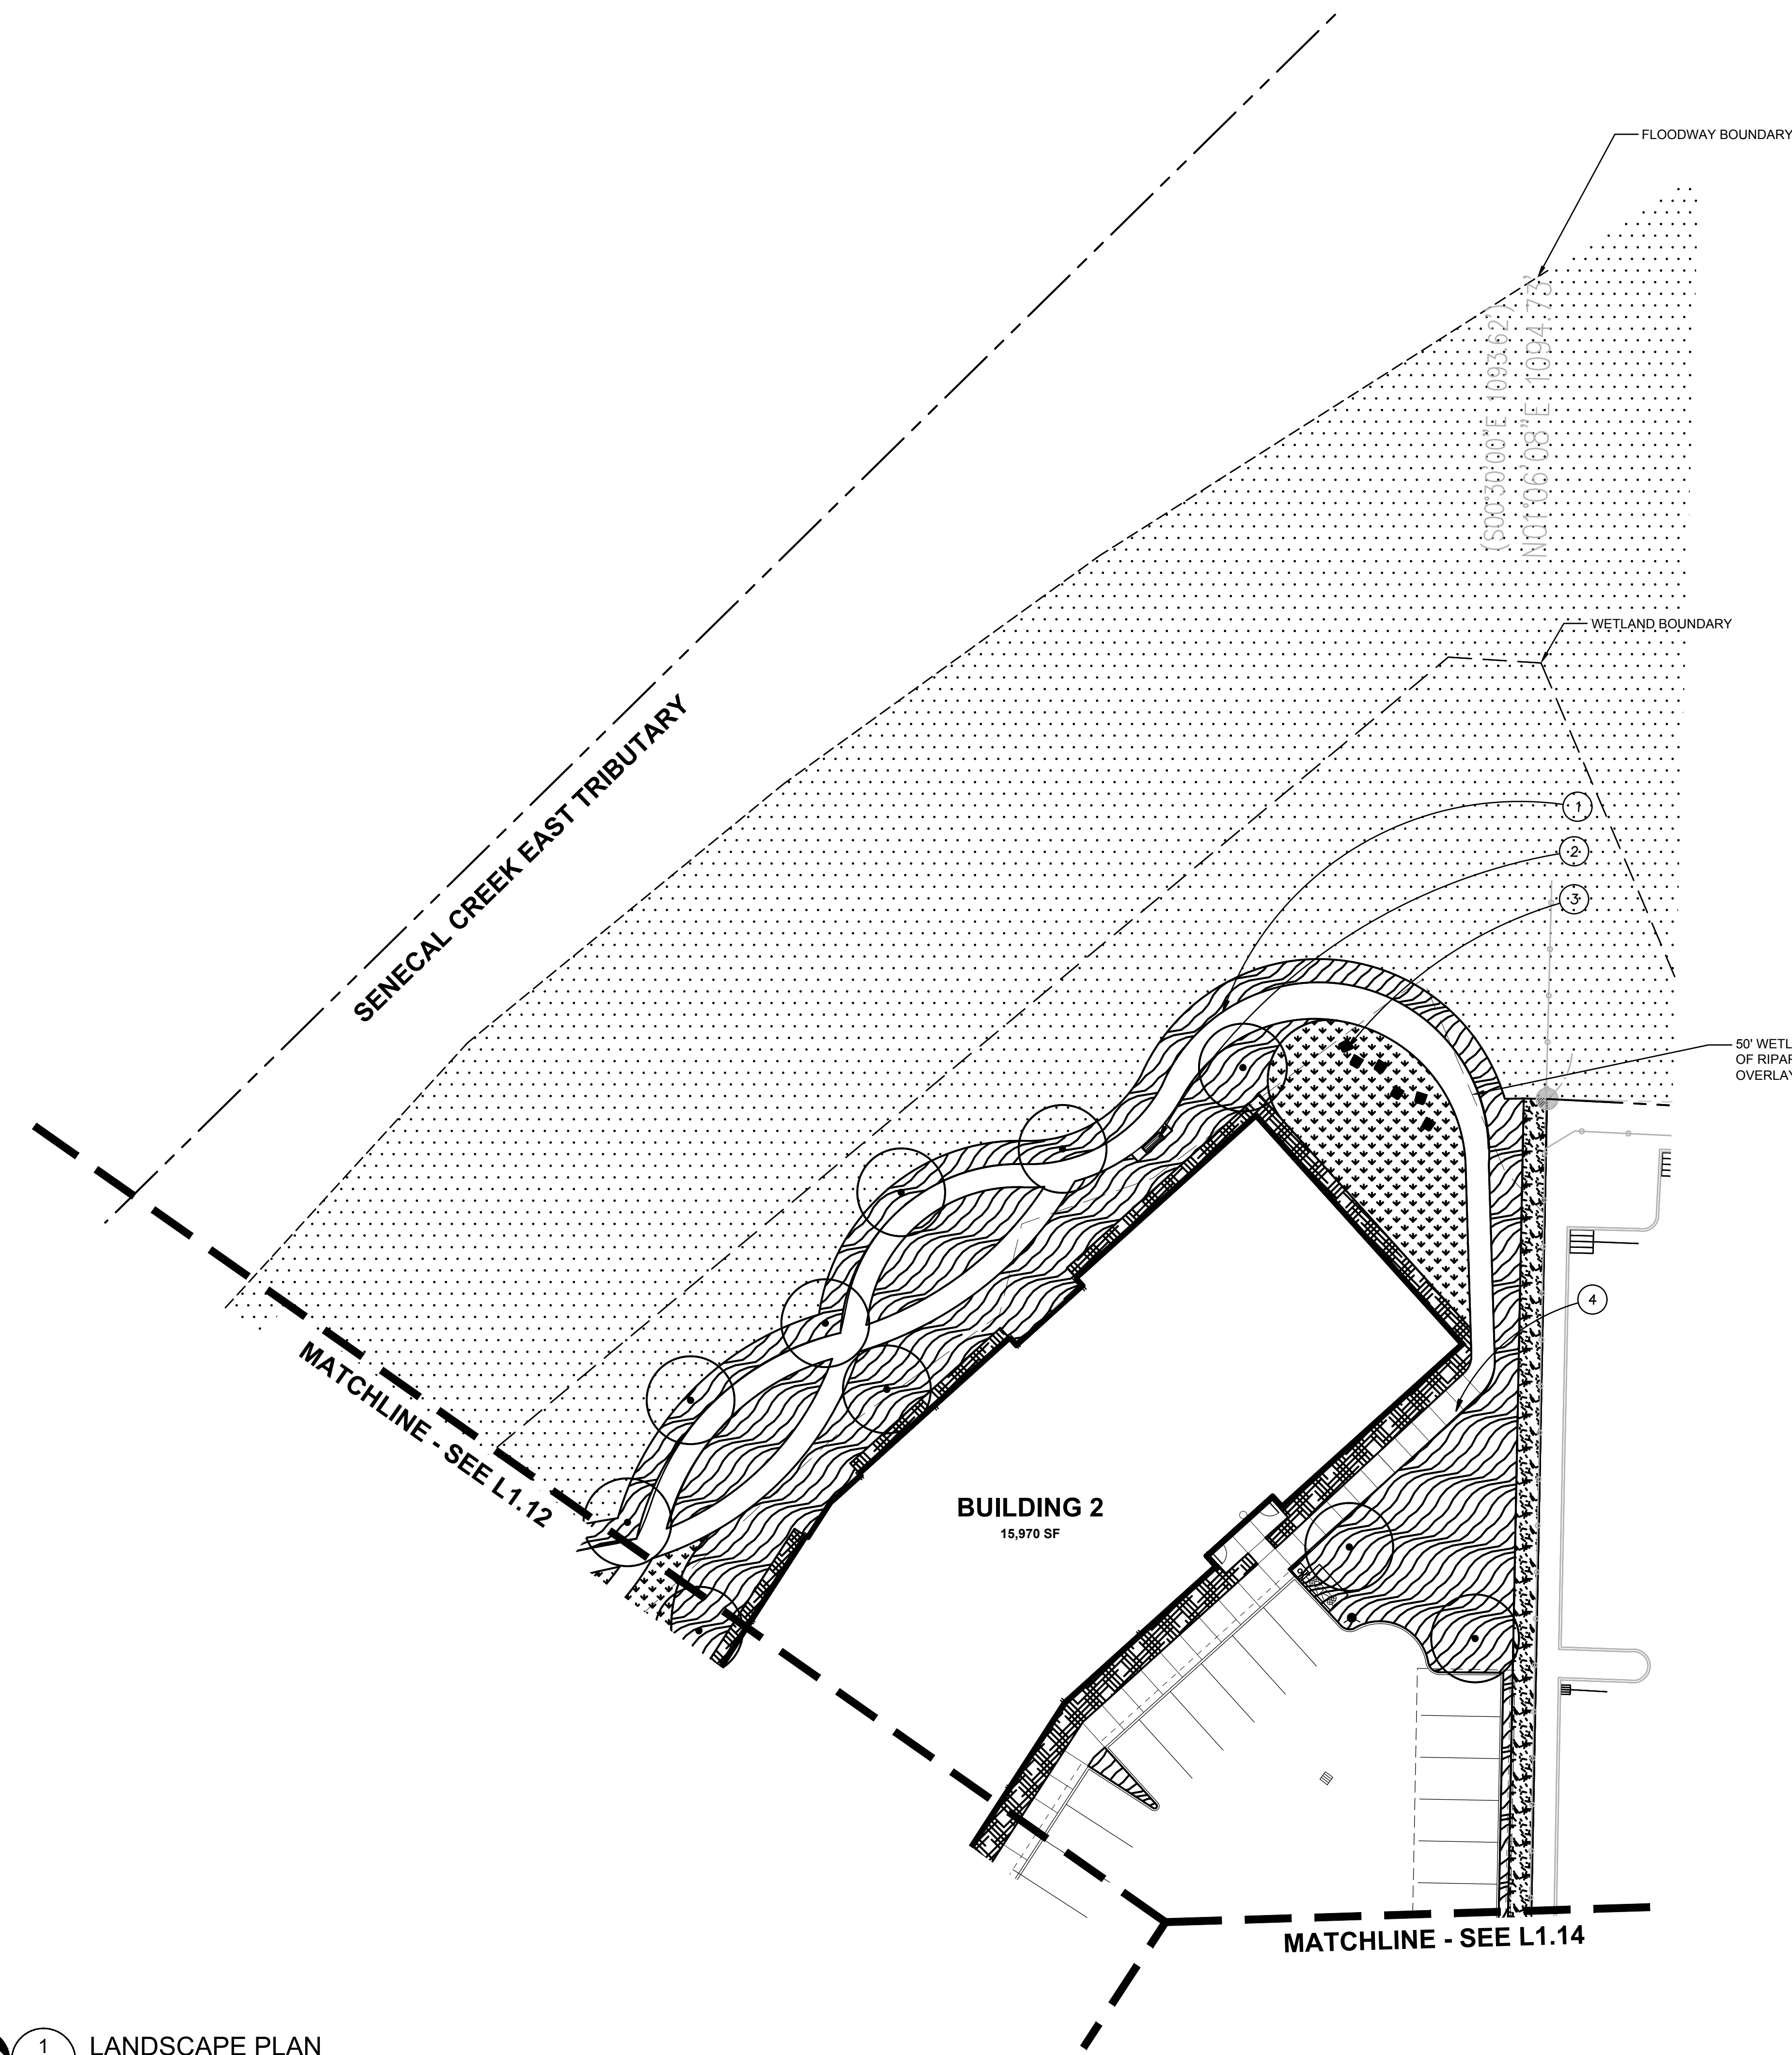 FLOODWAY BOUNDARY
(S00°30'00"E 1093.62')
N01°06'08"E 1094.73'
WETLAND BOUNDARY
1
2
3
SENECAL CREEK EAST TRIBUTARY
50' WETL
OF RIPAR
OVERLAY
4
MATCHLINE - SEE L1.12
BUILDING 2
15,970 SF
MATCHLINE - SEE L1.14
1
LANDSCAPE PLAN